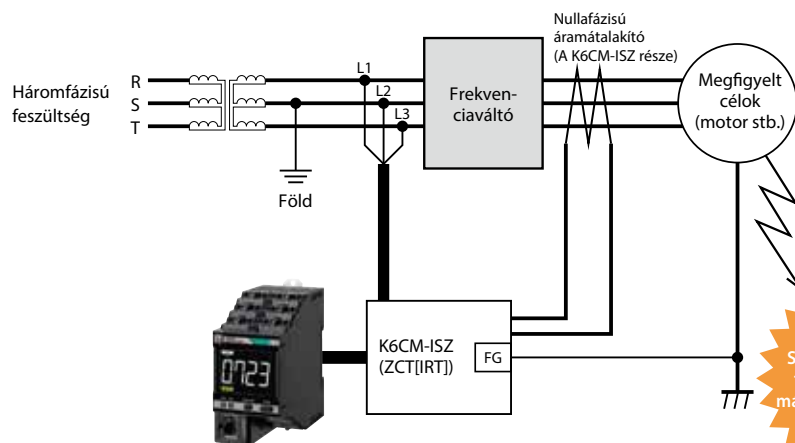 Nullafázisú
áramátalakító
(A K6CM-ISZ része)
Háromfázisú
feszültség
R
S
T
L1
L2
L3
Frekven-
ciaváltó
Megfigyelt
célok
(motor stb.)
Föld
K6CM-ISZ
(ZCT[IRT])
FG
0723